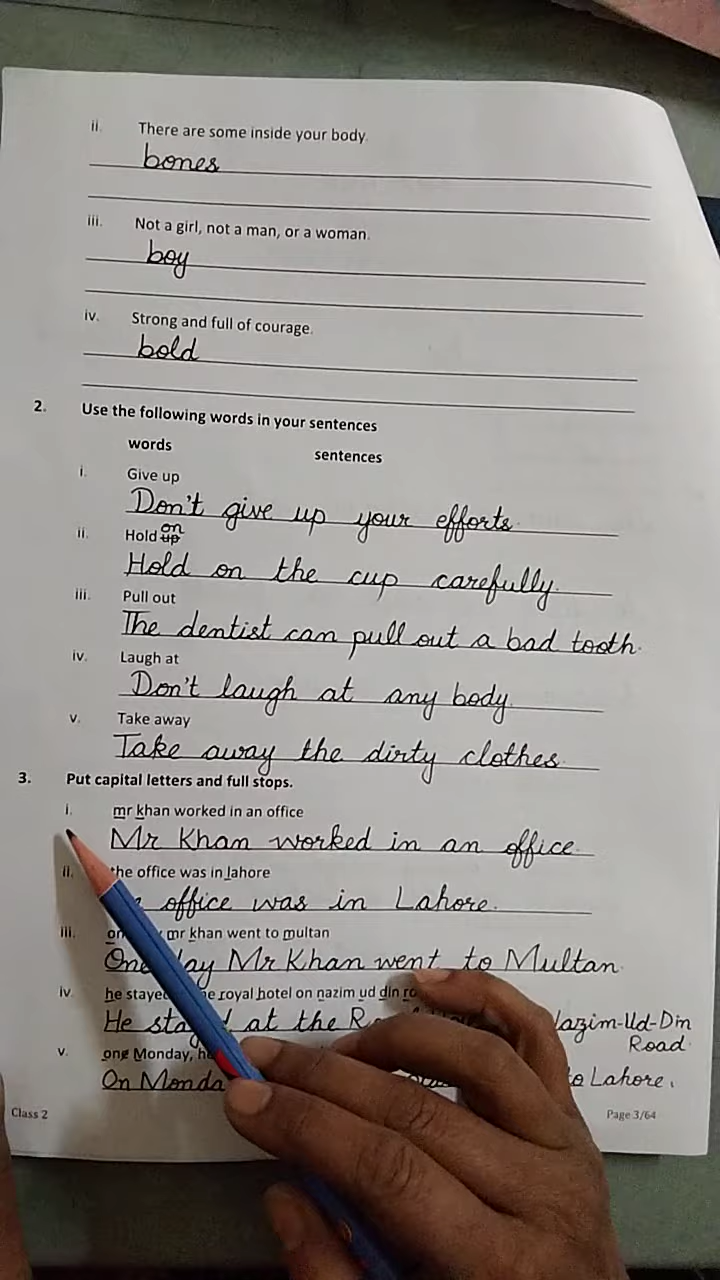 ii. There are some inside your body.
bones
iii. Not a girl, not a man, or a woman.
boy
iv. Strong and full of courage.
bold
2. Use the following words in your sentences
words sentences
i. Give up
Don't give up your efforts.
ii. Hold up on
Hold on the cup carefully.
iii. Pull out
The dentist can pull out a bad tooth.
iv. Laugh at
Don't laugh at any body.
v. Take away
Take away the dirty clothes.
3. Put capital letters and full stops.
i. mr khan worked in an office
Mr Khan worked in an office.
ii. the office was in lahore
office was in Lahore.
iii. mr khan went to multan
One day Mr Khan went to Multan.
iv. he stayed royal hotel on nazim ud din
He stayed at the Nazim-Ud-Din
Road.
v. one Monday,
On to Lahore.
Class 2 Page 3/64